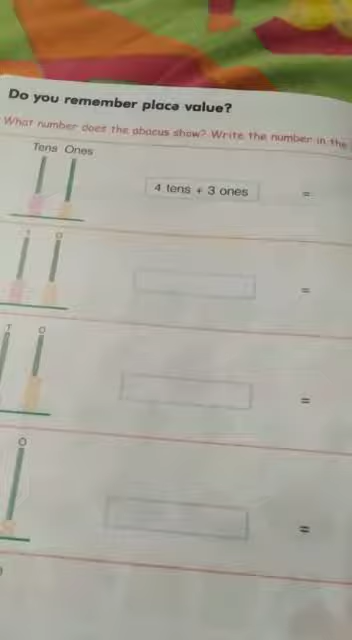 Do you remember place value?
What number does the abacus show? Write the number in the
Tens Ones
4 tens + 3 ones =
T O
=
T O
=
O
=